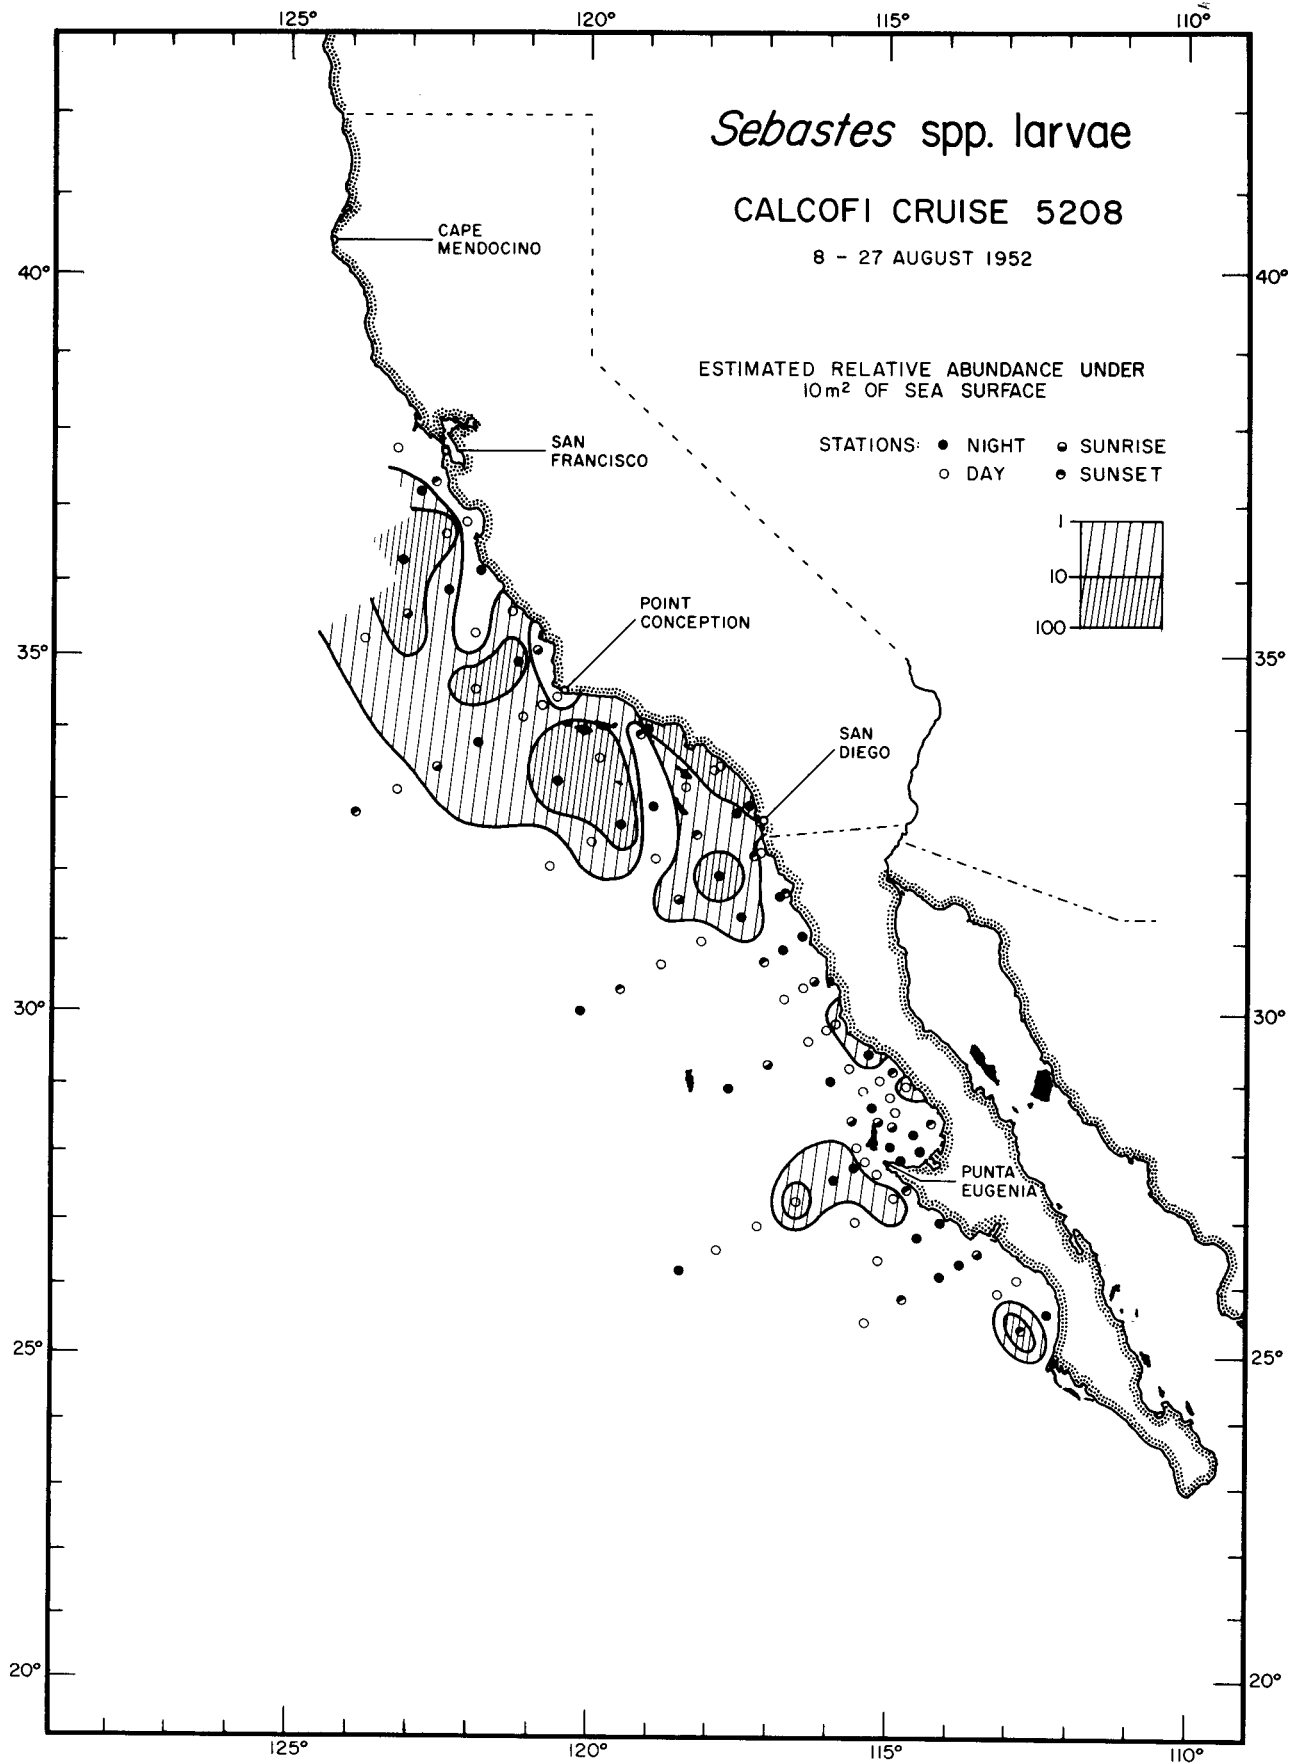 125° 120° 115° 110°
Sebastes spp. larvae
CALCOFI CRUISE 5208
8 - 27 AUGUST 1952
CAPE
MENDOCINO
40° 40°
ESTIMATED RELATIVE ABUNDANCE UNDER
10m² OF SEA SURFACE
STATIONS: ● NIGHT ◒ SUNRISE
○ DAY ◓ SUNSET
SAN
FRANCISCO
1
10
100
POINT
CONCEPTION
35° 35°
SAN
DIEGO
30° 30°
PUNTA
EUGENIA
25° 25°
20° 20°
125° 120° 115° 110°